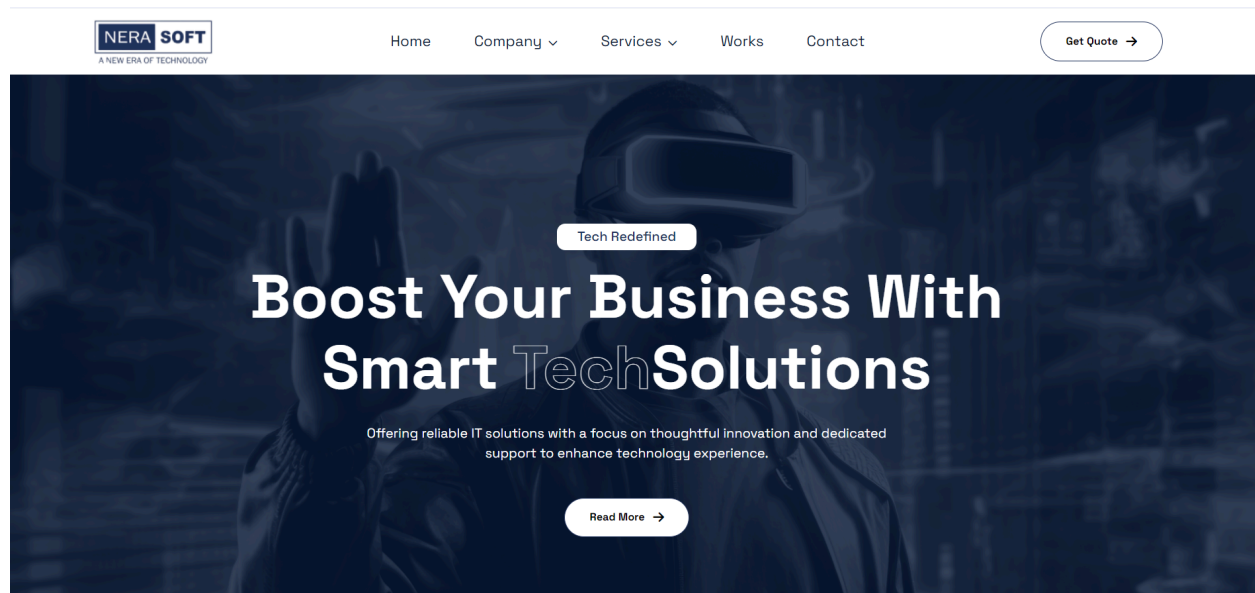 NERA SOFT
A NEW ERA OF TECHNOLOGY
Home Company Services Works Contact
Get Quote →
Tech Redefined
Boost Your Business With
Smart TechSolutions
Offering reliable IT solutions with a focus on thoughtful innovation and dedicated
support to enhance technology experience.
Read More →